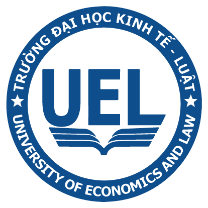 TRƯỜNG ĐẠI HỌC KINH TẾ - LUẬT
UEL
UNIVERSITY OF ECONOMICS AND LAW